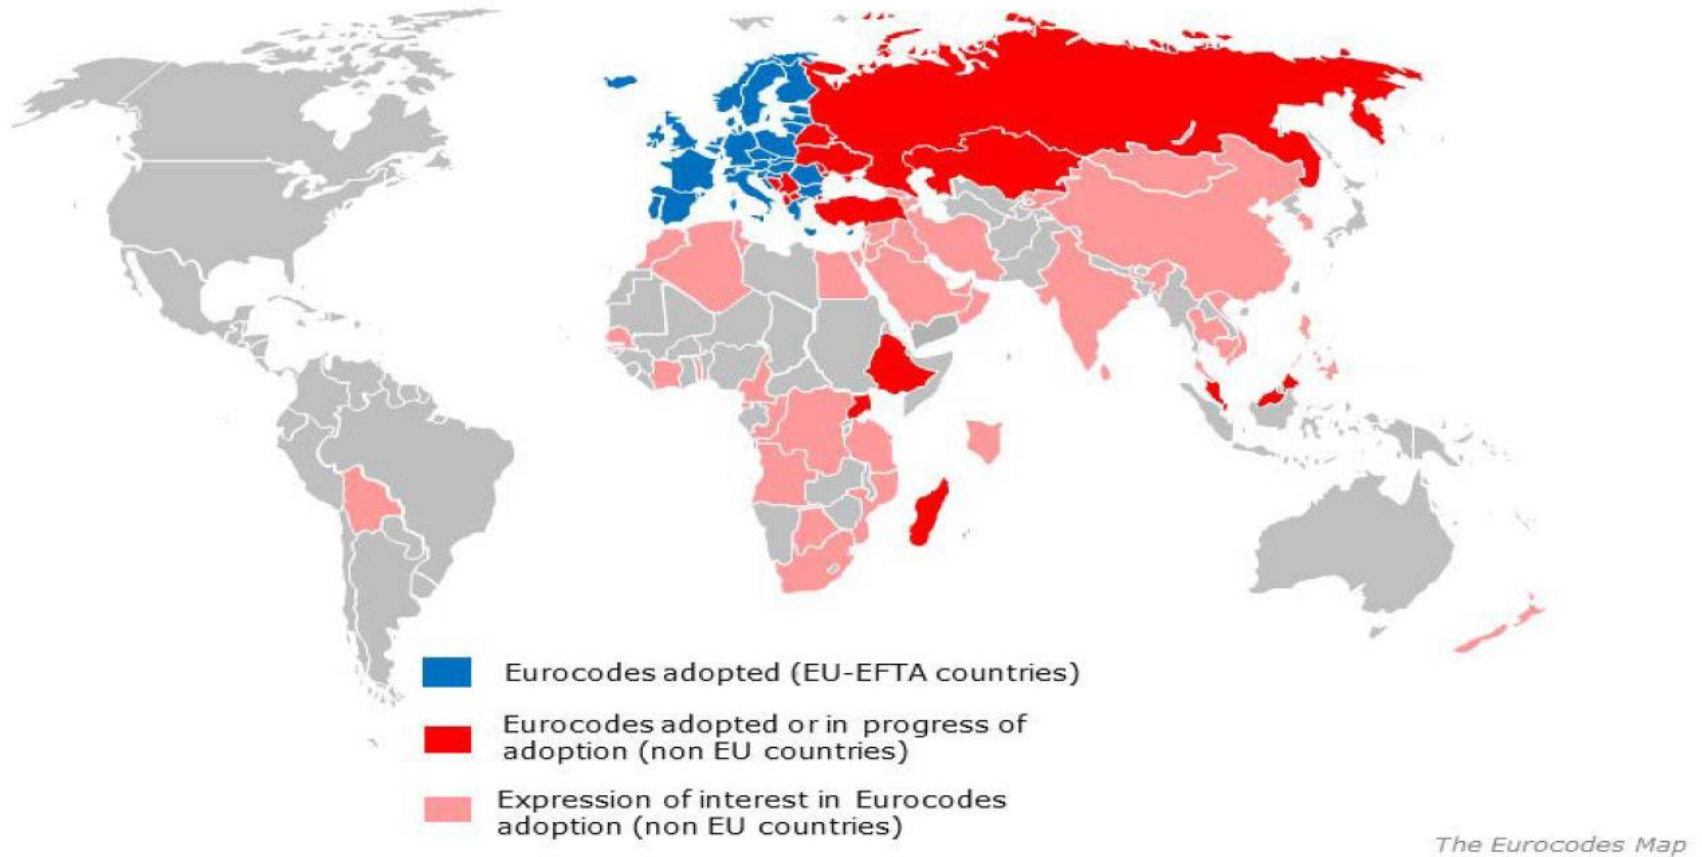 Eurocodes adopted (EU-EFTA countries)
Eurocodes adopted or in progress of
adoption (non EU countries)
Expression of interest in Eurocodes
adoption (non EU countries)
The Eurocodes Map